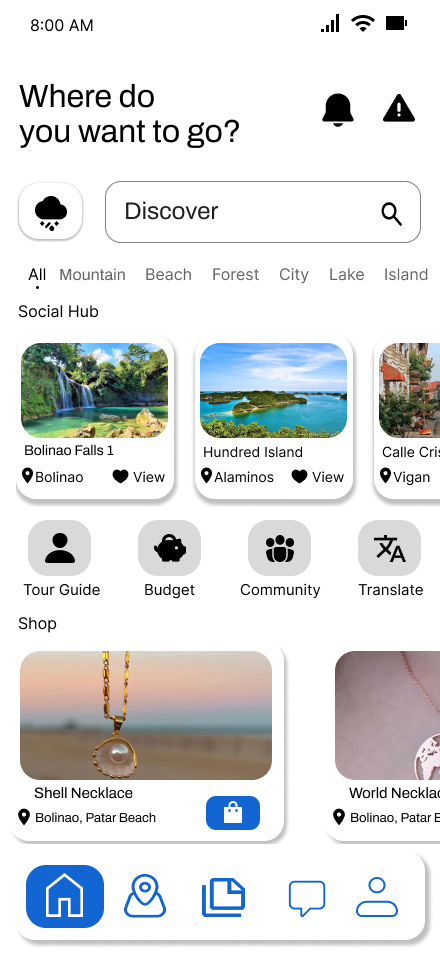 8:00 AM
Where do
you want to go?
Discover
All Mountain Beach Forest City Lake Island
Social Hub
Bolinao Falls 1 Hundred Island Calle Cris
Bolinao View Alaminos View Vigan
Tour Guide Budget Community Translate
Shop
Shell Necklace World Necklac
Bolinao, Patar Beach Bolinao, Patar B